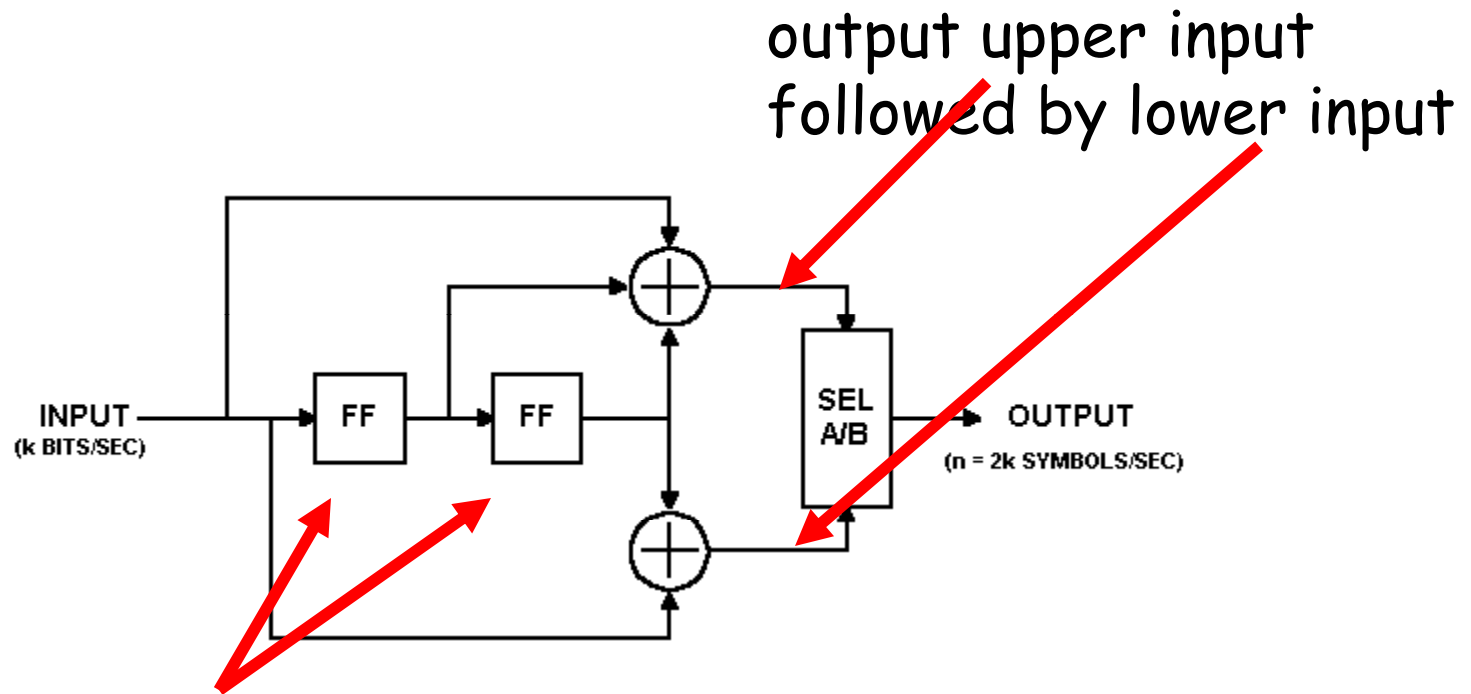 output upper input
followed by lower input
INPUT
(k BITS/SEC)
FF
FF
SEL
A/B
OUTPUT
(n = 2k SYMBOLS/SEC)